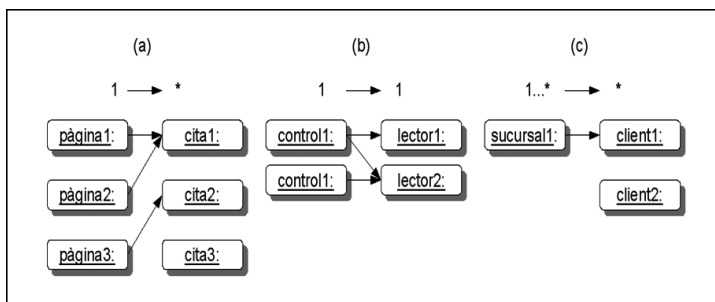 (a) (b) (c)
1 * 1 1 1...* *
pàgina1: cita1: control1: lector1: sucursal1: client1:
pàgina2: cita2: control1: lector2: client2:
pàgina3: cita3: